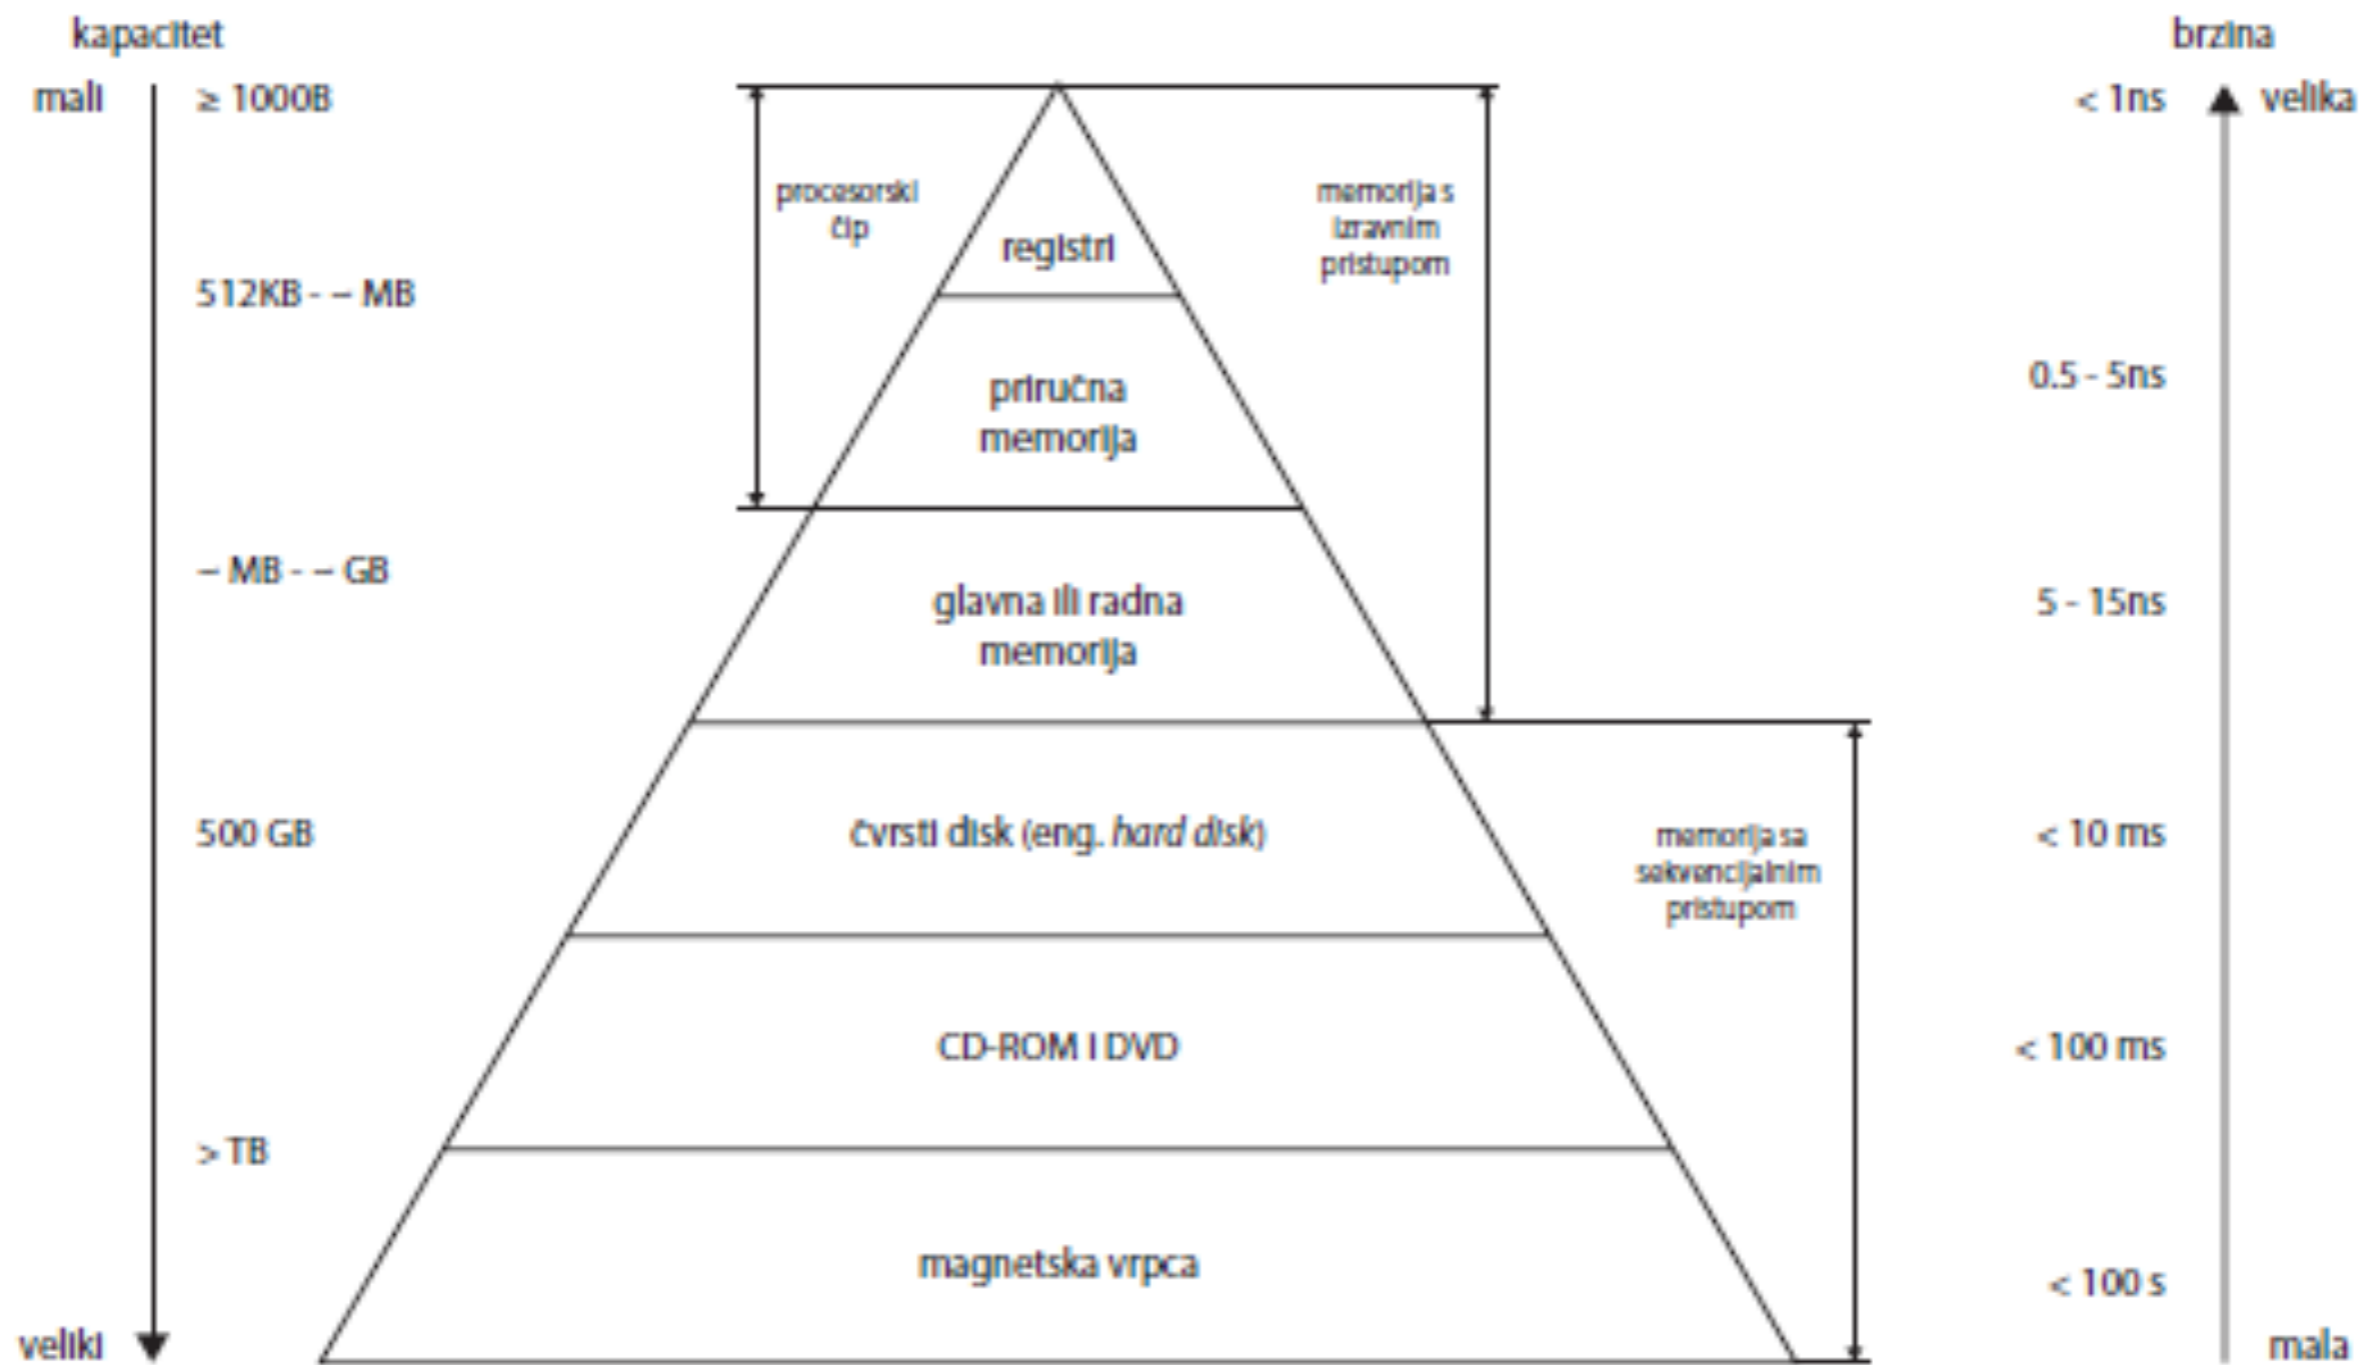 kapacitet
mali
≥ 1000B
512KB - – MB
– MB - – GB
500 GB
> TB
veliki
procesorski
čip
registri
priručna
memorija
glavna ili radna
memorija
čvrsti disk (eng. hard disk)
CD-ROM I DVD
magnetska vrpca
memorija s
izravnim
pristupom
memorija sa
sekvencijalnim
pristupom
brzina
< 1ns
velika
0.5 - 5ns
5 - 15ns
< 10 ms
< 100 ms
< 100 s
mala